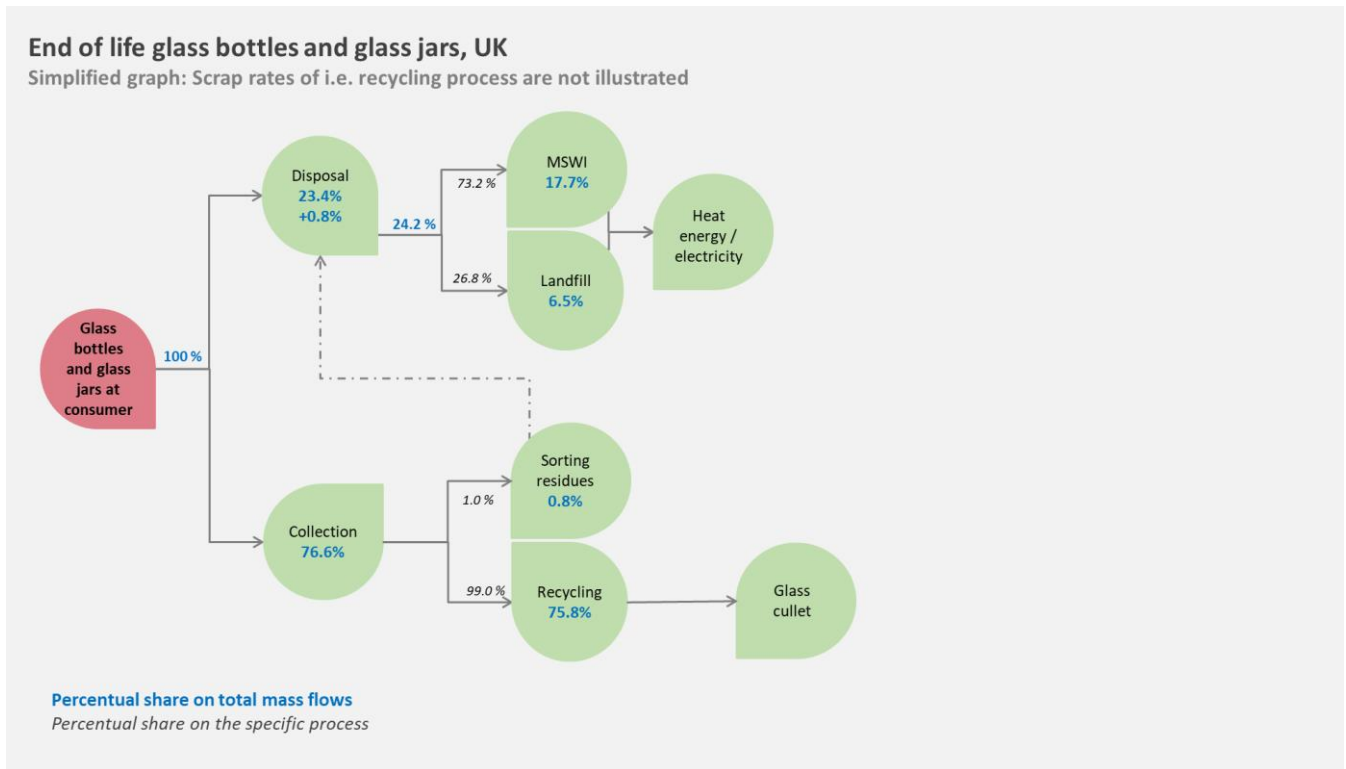 End of life glass bottles and glass jars, UK
Simplified graph: Scrap rates of i.e. recycling process are not illustrated
Disposal
23.4%
+0.8%
24.2 %
73.2 %
26.8 %
MSWI
17.7%
Landfill
6.5%
Heat
energy /
electricity
Glass
bottles
and glass
jars at
consumer
100 %
Collection
76.6%
1.0 %
99.0 %
Sorting
residues
0.8%
Recycling
75.8%
Glass
cullet
Percentual share on total mass flows
Percentual share on the specific process